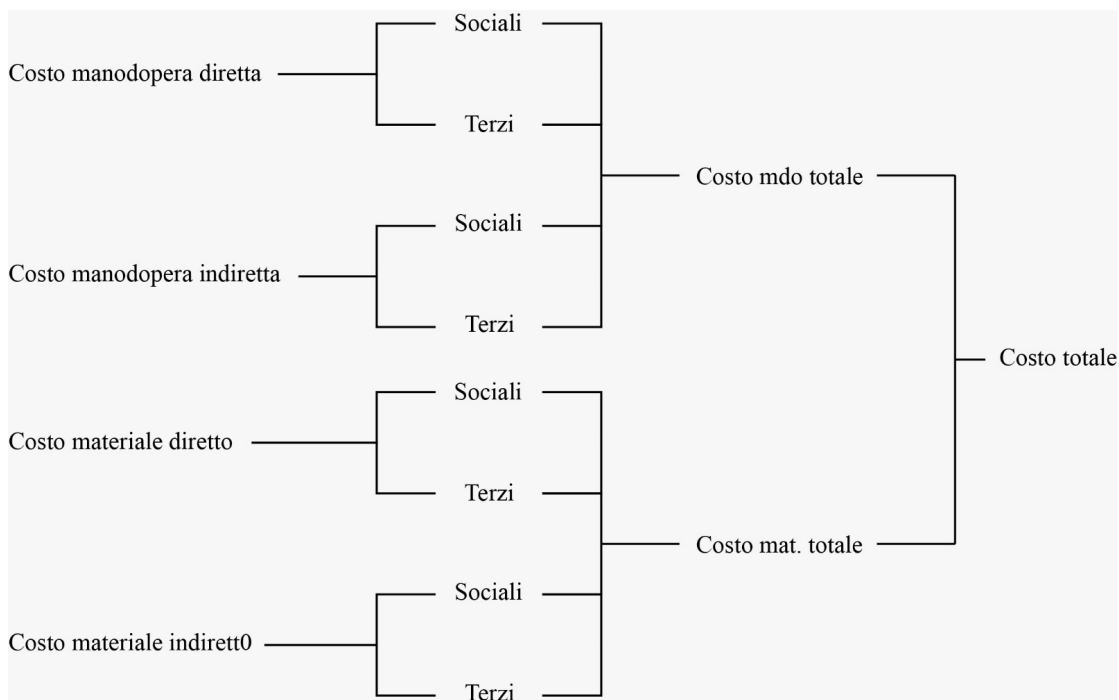 Sociali
Costo manodopera diretta
Terzi
Costo mdo totale
Sociali
Costo manodopera indiretta
Terzi
Costo totale
Sociali
Costo materiale diretto
Terzi
Costo mat. totale
Sociali
Costo materiale indirett0
Terzi